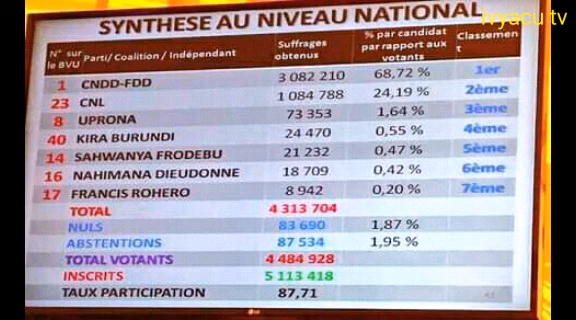 ivyacu tv
SYNTHESE AU NIVEAU NATIONAL
N° sur le BVU Parti/ Coalition / Indépendant Suffrages obtenus % par candidat par rapport aux votants Classement
1 CNDD-FDD 3 082 210 68,72 % 1er
23 CNL 1 084 788 24,19 % 2ème
8 UPRONA 73 353 1,64 % 3ème
40 KIRA BURUNDI 24 470 0,55 % 4ème
14 SAHWANYA FRODEBU 21 232 0,47 % 5ème
16 NAHIMANA DIEUDONNE 18 709 0,42 % 6ème
17 FRANCIS ROHERO 8 942 0,20 % 7ème
TOTAL 4 313 704
NULS 83 690 1,87 %
ABSTENTIONS 87 534 1,95 %
TOTAL VOTANTS 4 484 928
INSCRITS 5 113 418
TAUX PARTICIPATION 87,71
LG